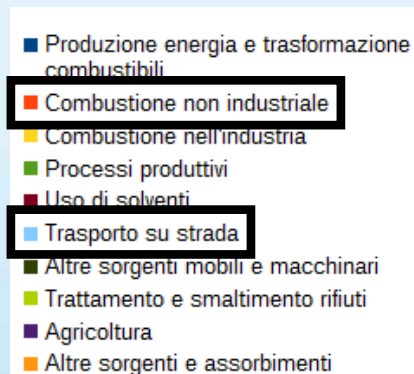 Produzione energia e trasformazione
combustibili
Combustione non industriale
Combustione nell'industria
Processi produttivi
Uso di solventi
Trasporto su strada
Altre sorgenti mobili e macchinari
Trattamento e smaltimento rifiuti
Agricoltura
Altre sorgenti e assorbimenti